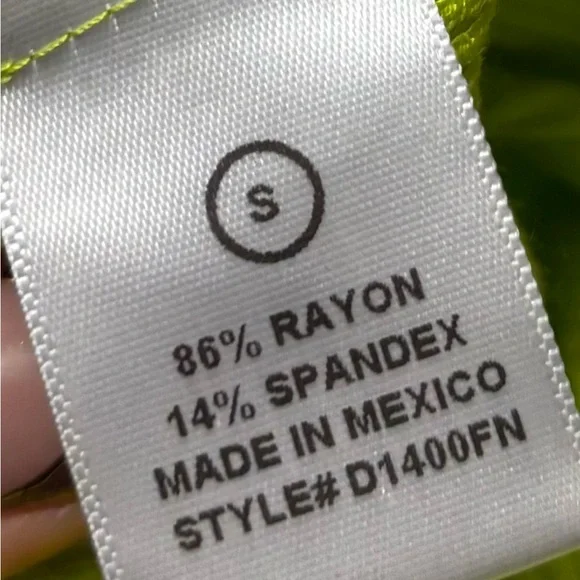 S
86% RAYON
14% SPANDEX
MADE IN MEXICO
STYLE# D1400FN